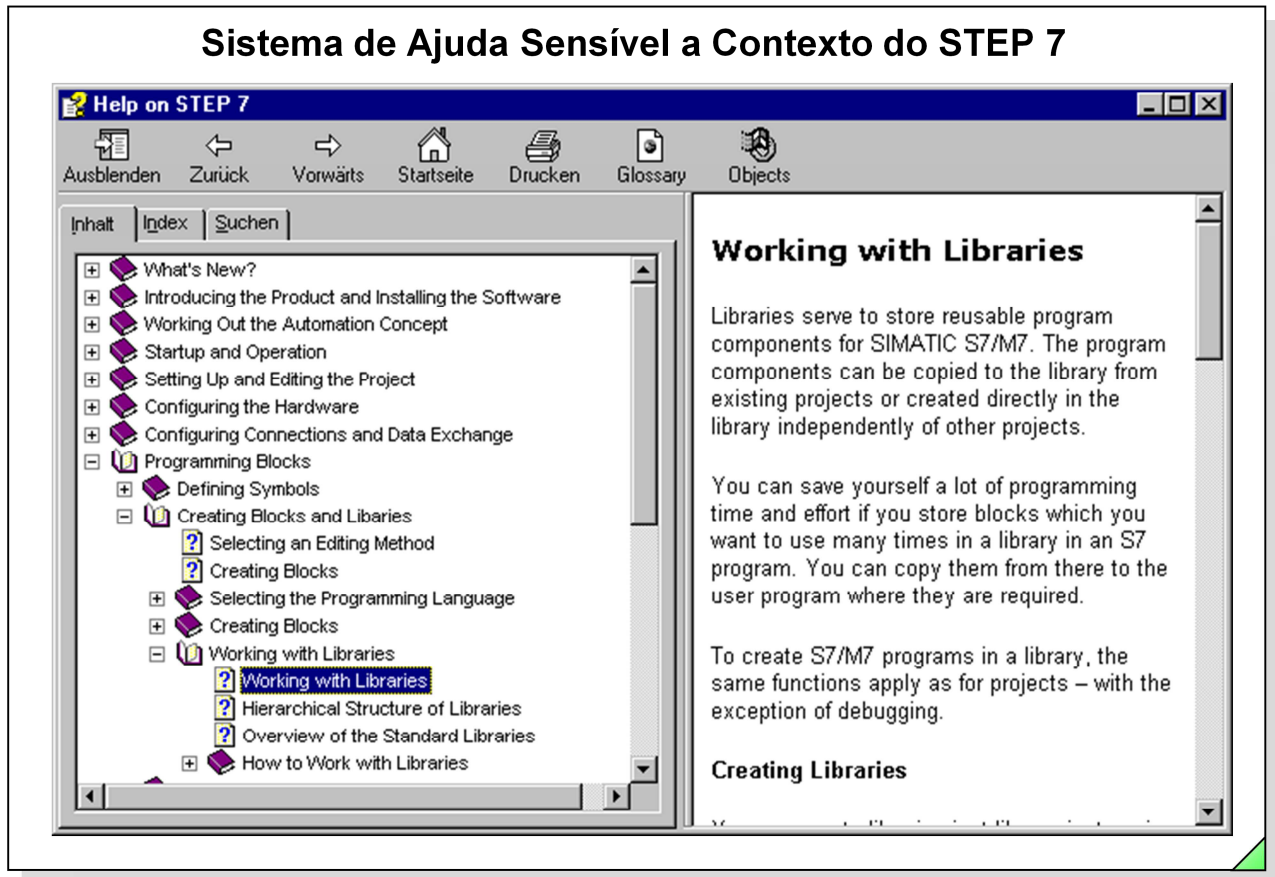 Sistema de Ajuda Sensível a Contexto do STEP 7
Help on STEP 7
Ausblenden Zurück Vorwärts Startseite Drucken Glossary Objects
Inhalt Index Suchen
What's New?
Introducing the Product and Installing the Software
Working Out the Automation Concept
Startup and Operation
Setting Up and Editing the Project
Configuring the Hardware
Configuring Connections and Data Exchange
Programming Blocks
Defining Symbols
Creating Blocks and Libaries
Selecting an Editing Method
Creating Blocks
Selecting the Programming Language
Creating Blocks
Working with Libraries
Working with Libraries
Hierarchical Structure of Libraries
Overview of the Standard Libraries
How to Work with Libraries
Working with Libraries
Libraries serve to store reusable program
components for SIMATIC S7/M7. The program
components can be copied to the library from
existing projects or created directly in the
library independently of other projects.
You can save yourself a lot of programming
time and effort if you store blocks which you
want to use many times in a library in an S7
program. You can copy them from there to the
user program where they are required.
To create S7/M7 programs in a library, the
same functions apply as for projects – with the
exception of debugging.
Creating Libraries